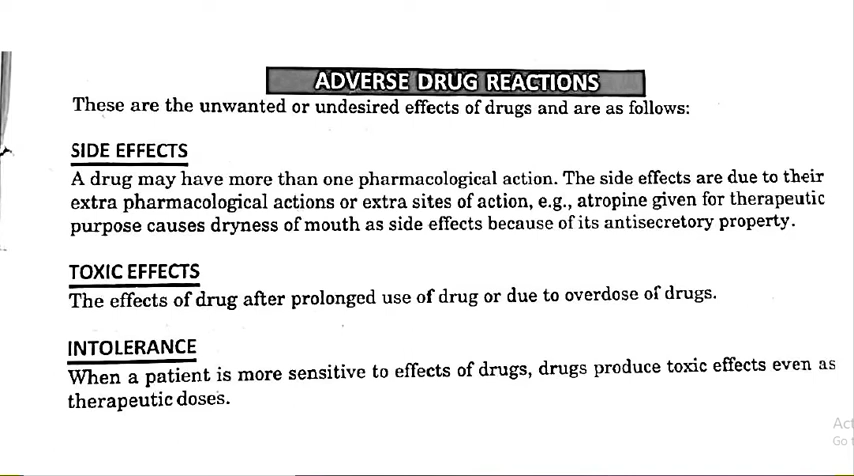 ADVERSE DRUG REACTIONS
These are the unwanted or undesired effects of drugs and are as follows:
SIDE EFFECTS
A drug may have more than one pharmacological action. The side effects are due to their
extra pharmacological actions or extra sites of action, e.g., atropine given for therapeutic
purpose causes dryness of mouth as side effects because of its antisecretory property.
TOXIC EFFECTS
The effects of drug after prolonged use of drug or due to overdose of drugs.
INTOLERANCE
When a patient is more sensitive to effects of drugs, drugs produce toxic effects even as
therapeutic doses.
Act
Go t